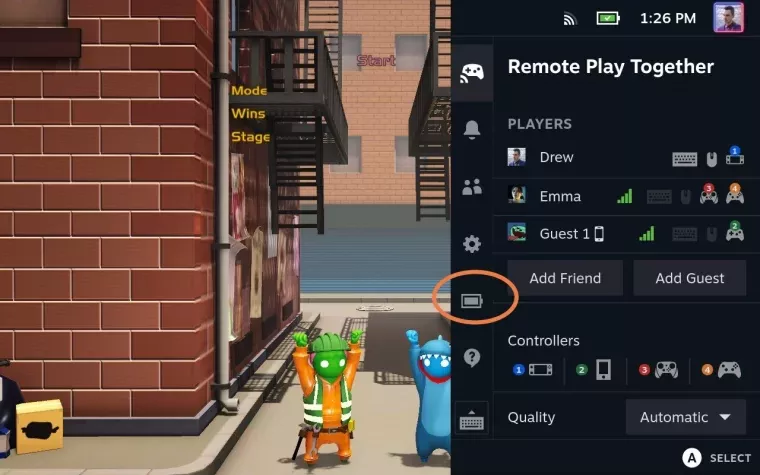 1:26 PM
Start
Mode
Wins
Stage
Remote Play Together
PLAYERS
Drew
1
Emma
3
4
Guest 1
2
Add Friend
Add Guest
Controllers
1
2
3
4
Quality
Automatic
A SELECT